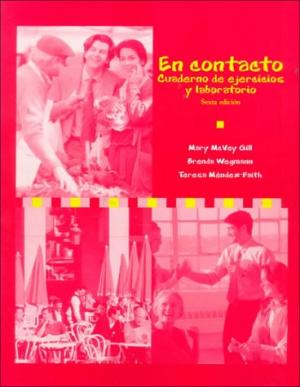 En contacto
Cuaderno de ejercicios
y laboratorio
Sexta edición
Mary McVey Gill
Brenda Wegmann
Teresa Méndez-Faith